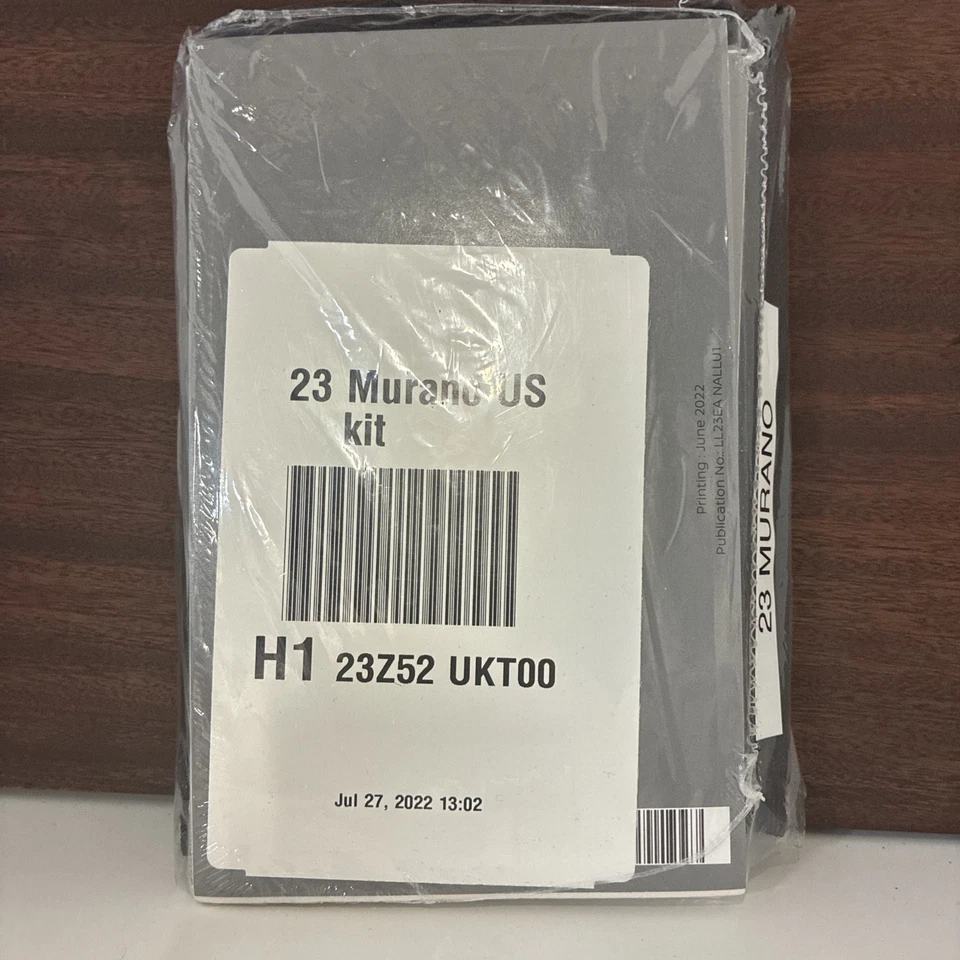 23 Murano US
kit
H1 23Z52 UKT00
Jul 27, 2022 13:02
Printing : June 2022
Publication No.: LL23EA NALLU1
23 MURANO